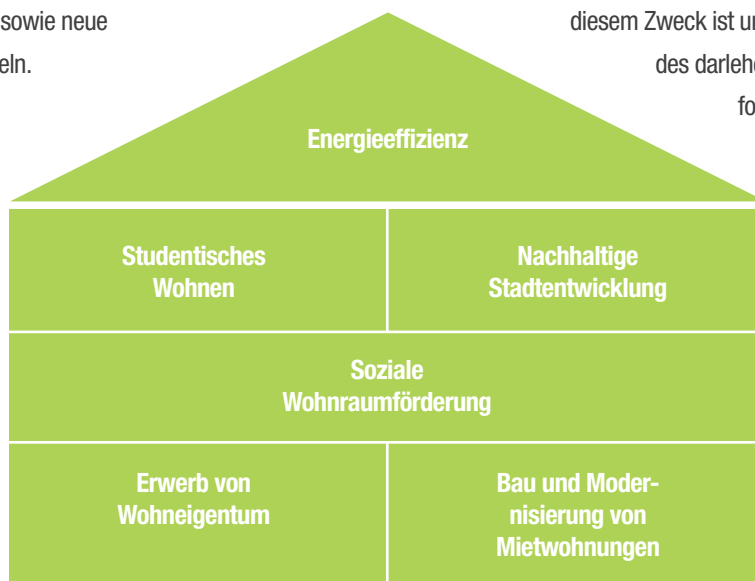 sowie neue
eln.
diesem Zweck ist
des
Energieeffizienz
Studentisches
Wohnen
Nachhaltige
Stadtentwicklung
Soziale
Wohnraumförderung
Erwerb von
Wohneigentum
Bau und Moder-
nisierung von
Mietwohnungen